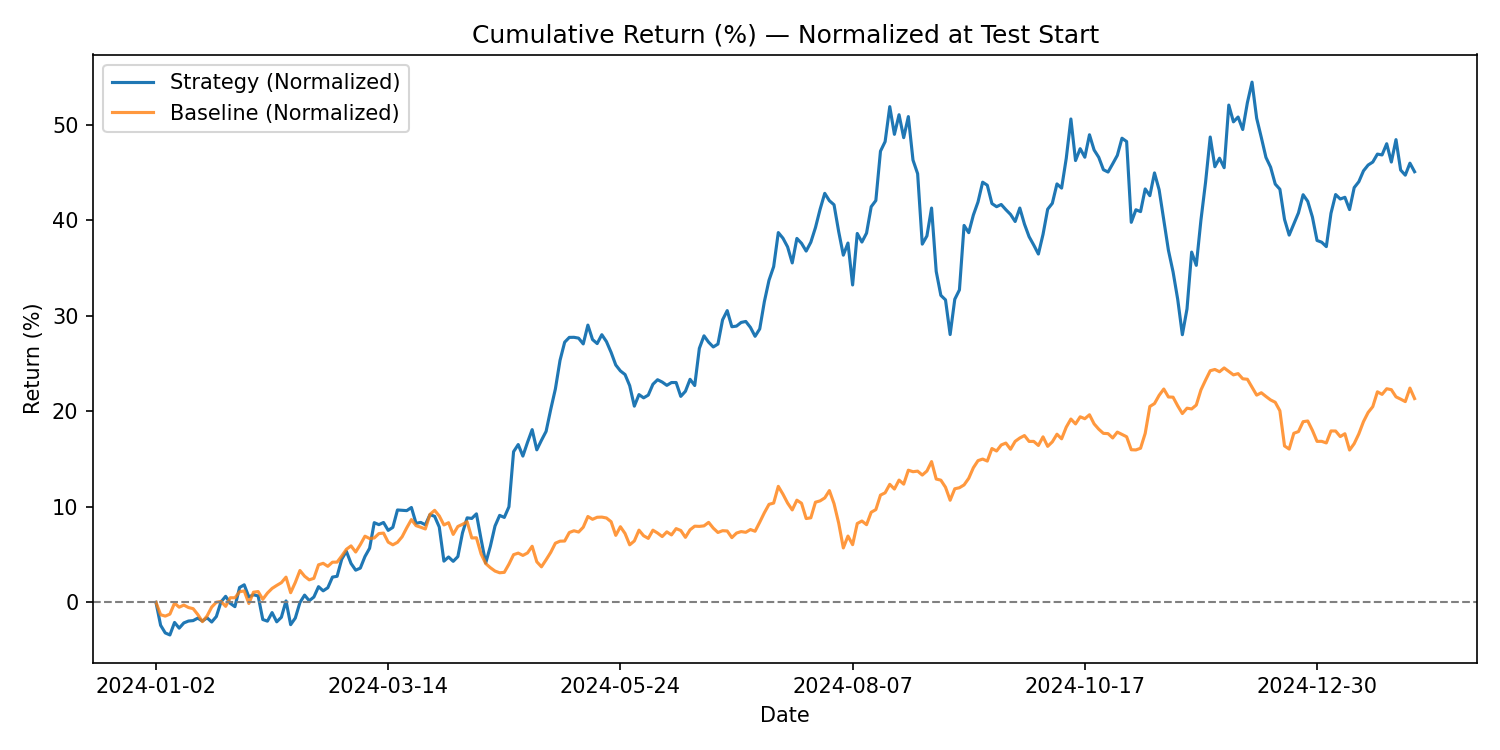 Cumulative Return (%) — Normalized at Test Start
Strategy (Normalized)
Baseline (Normalized)
Return (%)
50
40
30
20
10
0
2024-01-02
2024-03-14
2024-05-24
2024-08-07
2024-10-17
2024-12-30
Date